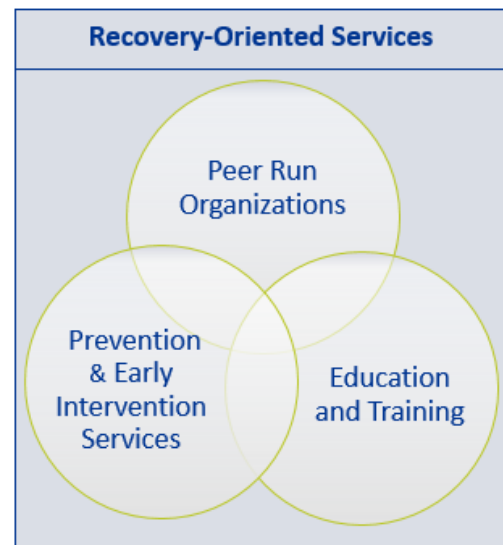 Recovery-Oriented Services
Peer Run
Organizations
Prevention
& Early
Intervention
Services
Education
and Training